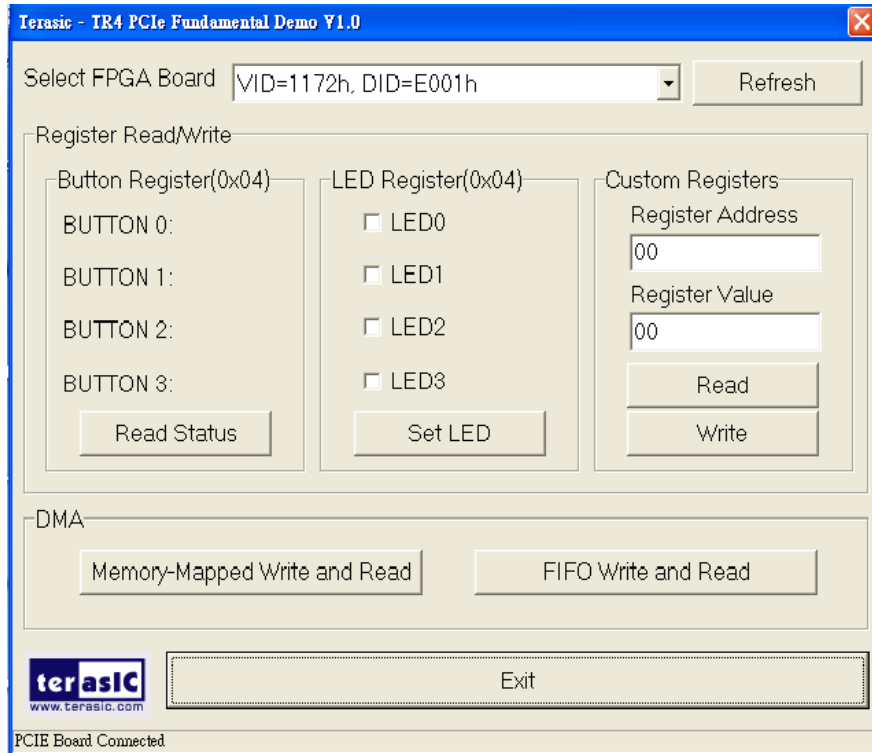 Terasic - TR4 PCIe Fundamental Demo V1.0
Select FPGA Board
VID=1172h, DID=E001h
Refresh
Register Read/Write
Button Register(0x04)
BUTTON 0:
BUTTON 1:
BUTTON 2:
BUTTON 3:
Read Status
LED Register(0x04)
LED0
LED1
LED2
LED3
Set LED
Custom Registers
Register Address
00
Register Value
00
Read
Write
DMA
Memory-Mapped Write and Read
FIFO Write and Read
terasIC
www.terasic.com
Exit
PCIE Board Connected